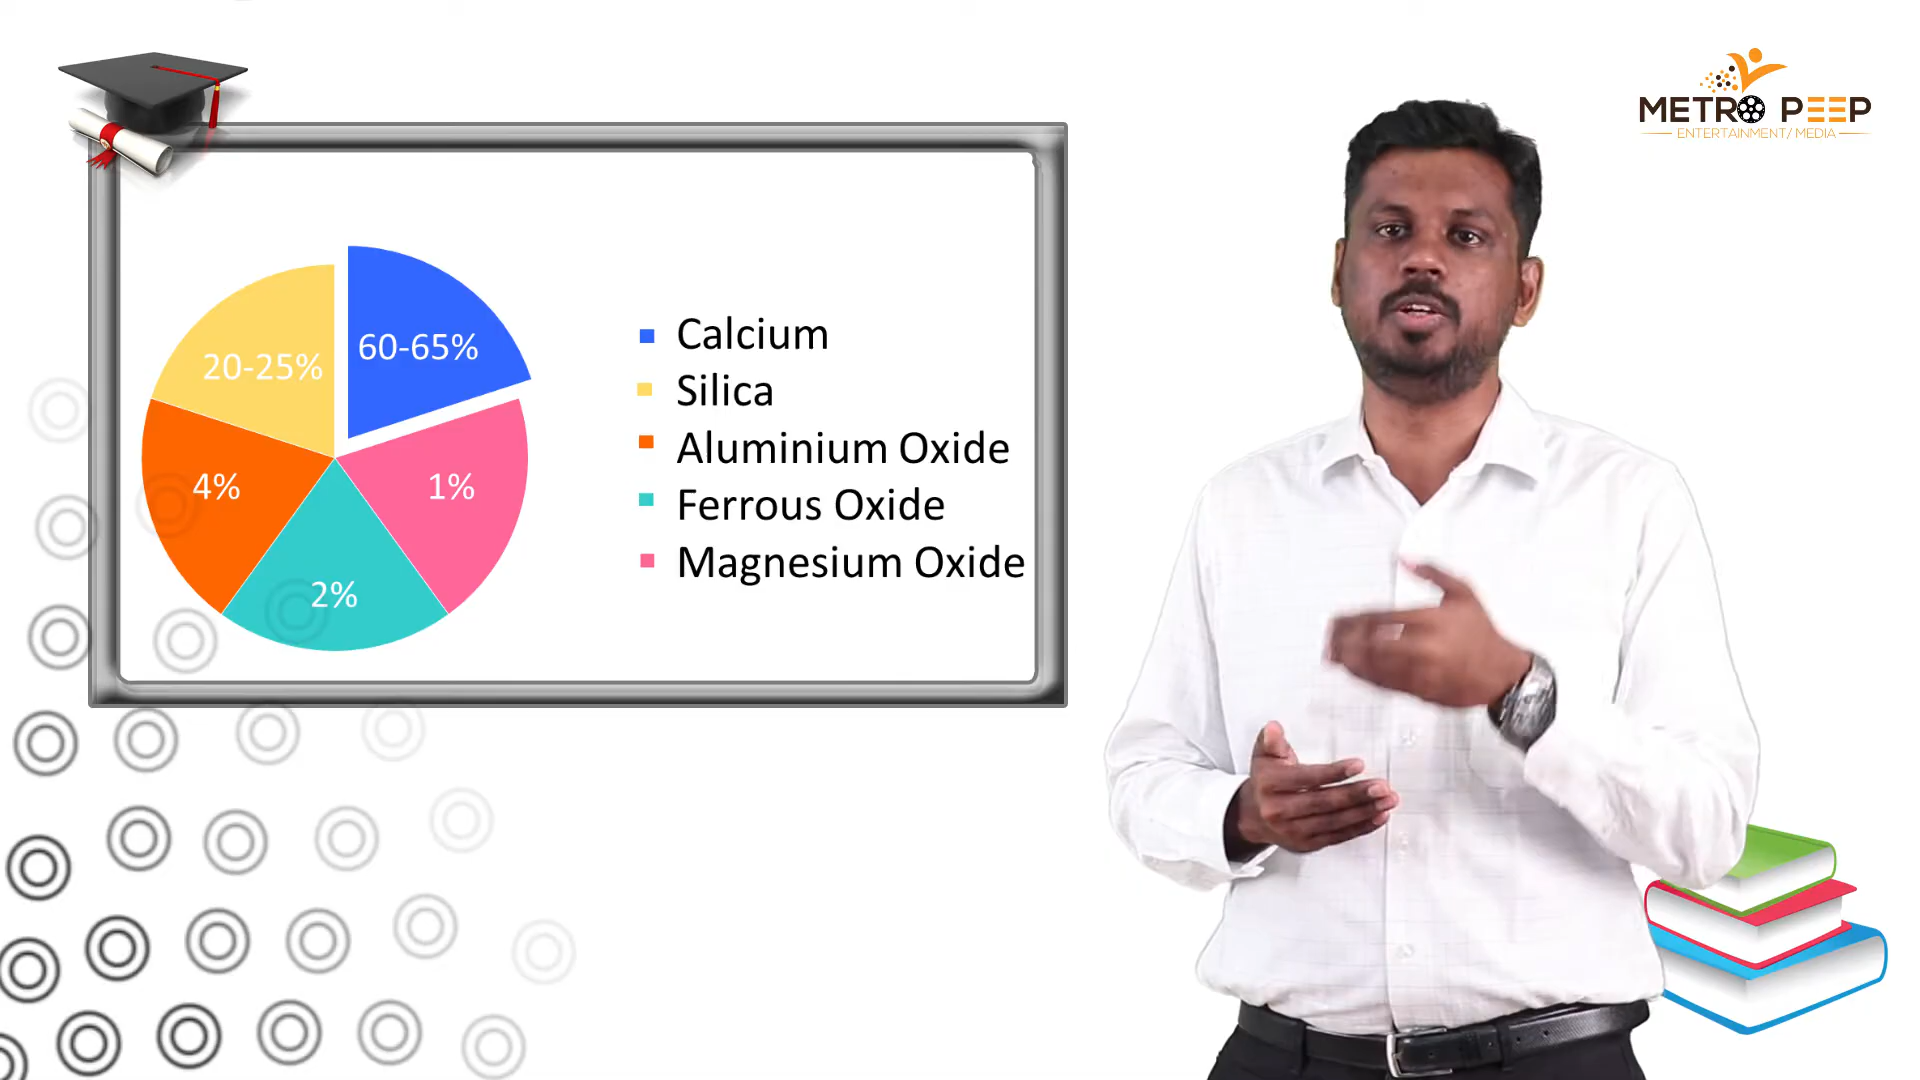 METRO PEEP
ENTERTAINMENT/ MEDIA
60-65%
20-25%
4%
1%
2%
Calcium
Silica
Aluminium Oxide
Ferrous Oxide
Magnesium Oxide